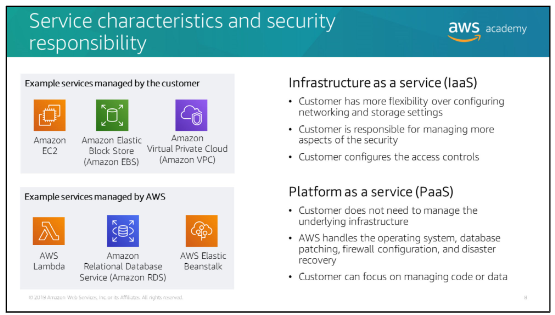 Service characteristics and security
responsibility
aws academy
Example services managed by the customer
Amazon
EC2
Amazon Elastic
Block Store
(Amazon EBS)
Amazon
Virtual Private Cloud
(Amazon VPC)
Example services managed by AWS
AWS
Lambda
Amazon
Relational Database
Service (Amazon RDS)
AWS Elastic
Beanstalk
Infrastructure as a service (IaaS)
• Customer has more flexibility over configuring
networking and storage settings
• Customer is responsible for managing more
aspects of the security
• Customer configures the access controls
Platform as a service (PaaS)
• Customer does not need to manage the
underlying infrastructure
• AWS handles the operating system, database
patching, firewall configuration, and disaster
recovery
• Customer can focus on managing code or data
© 2019 Amazon Web Services, Inc. or its Affiliates. All rights reserved.